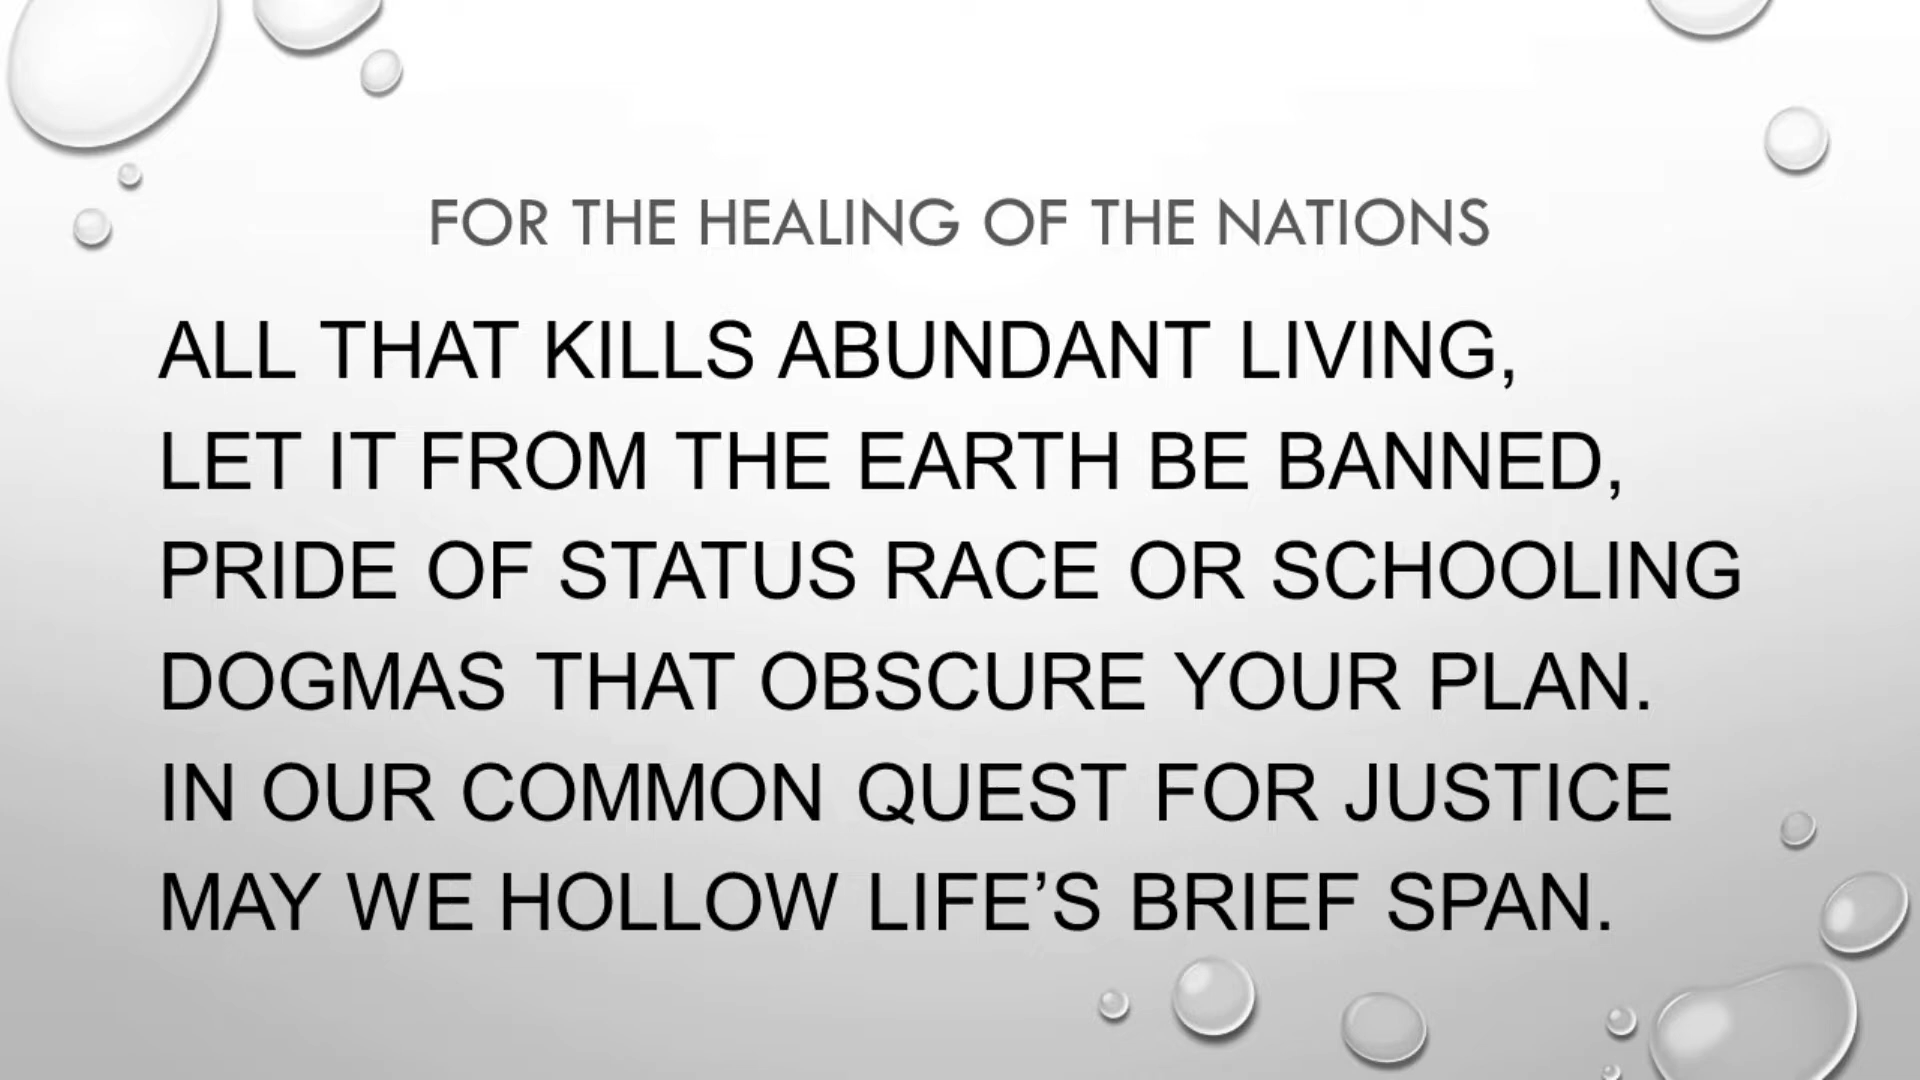 FOR THE HEALING OF THE NATIONS
ALL THAT KILLS ABUNDANT LIVING,
LET IT FROM THE EARTH BE BANNED,
PRIDE OF STATUS RACE OR SCHOOLING
DOGMAS THAT OBSCURE YOUR PLAN.
IN OUR COMMON QUEST FOR JUSTICE
MAY WE HOLLOW LIFE’S BRIEF SPAN.